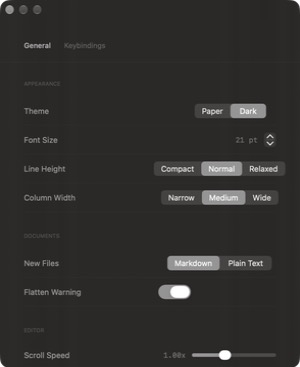 General Keybindings
APPEARANCE
Theme Paper Dark
Font Size 21 pt
Line Height Compact Normal Relaxed
Column Width Narrow Medium Wide
DOCUMENTS
New Files Markdown Plain Text
Flatten Warning
EDITOR
Scroll Speed 1.00x